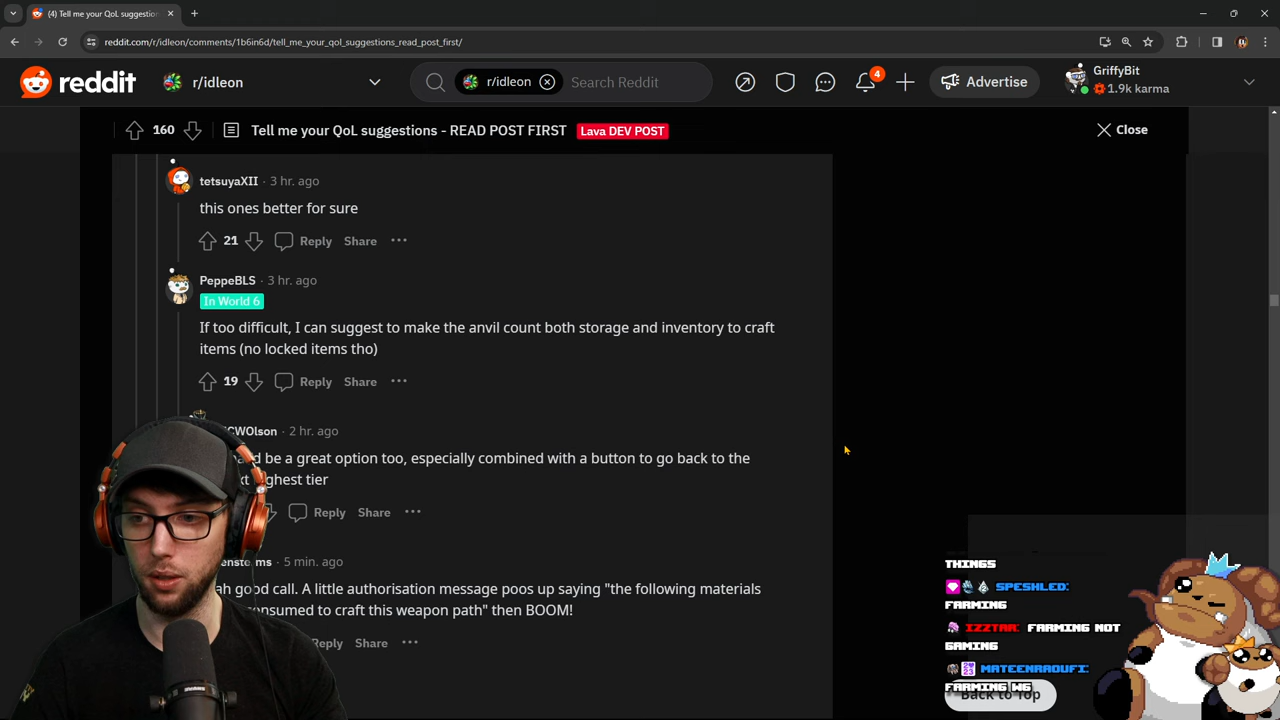 (4) Tell me your QoL suggestion
reddit.com/r/idleon/comments/1b6in6d/tell_me_your_qol_suggestions_read_post_first/
reddit
r/idleon
r/idleon
Search Reddit
4
Advertise
GriffyBit
1.9k karma
160
Tell me your QoL suggestions - READ POST FIRST
Lava DEV POST
Close
tetsuyaXII · 3 hr. ago
this ones better for sure
21 Reply Share ···
PeppeBLS · 3 hr. ago
In World 6
If too difficult, I can suggest to make the anvil count both storage and inventory to craft
items (no locked items tho)
19 Reply Share ···
CWOlson · 2 hr. ago
be a great option too, especially combined with a button to go back to the
highest tier
Reply Share ···
· 5 min. ago
good call. A little authorisation message poos up saying "the following materials
consumed to craft this weapon path" then BOOM!
Reply Share ···
THINGS
SPESHLED:
FARMING
IZZTAR: FARMING NOT
GAMING
MATEENRAOUFI:
FARMING W6
Back to Top